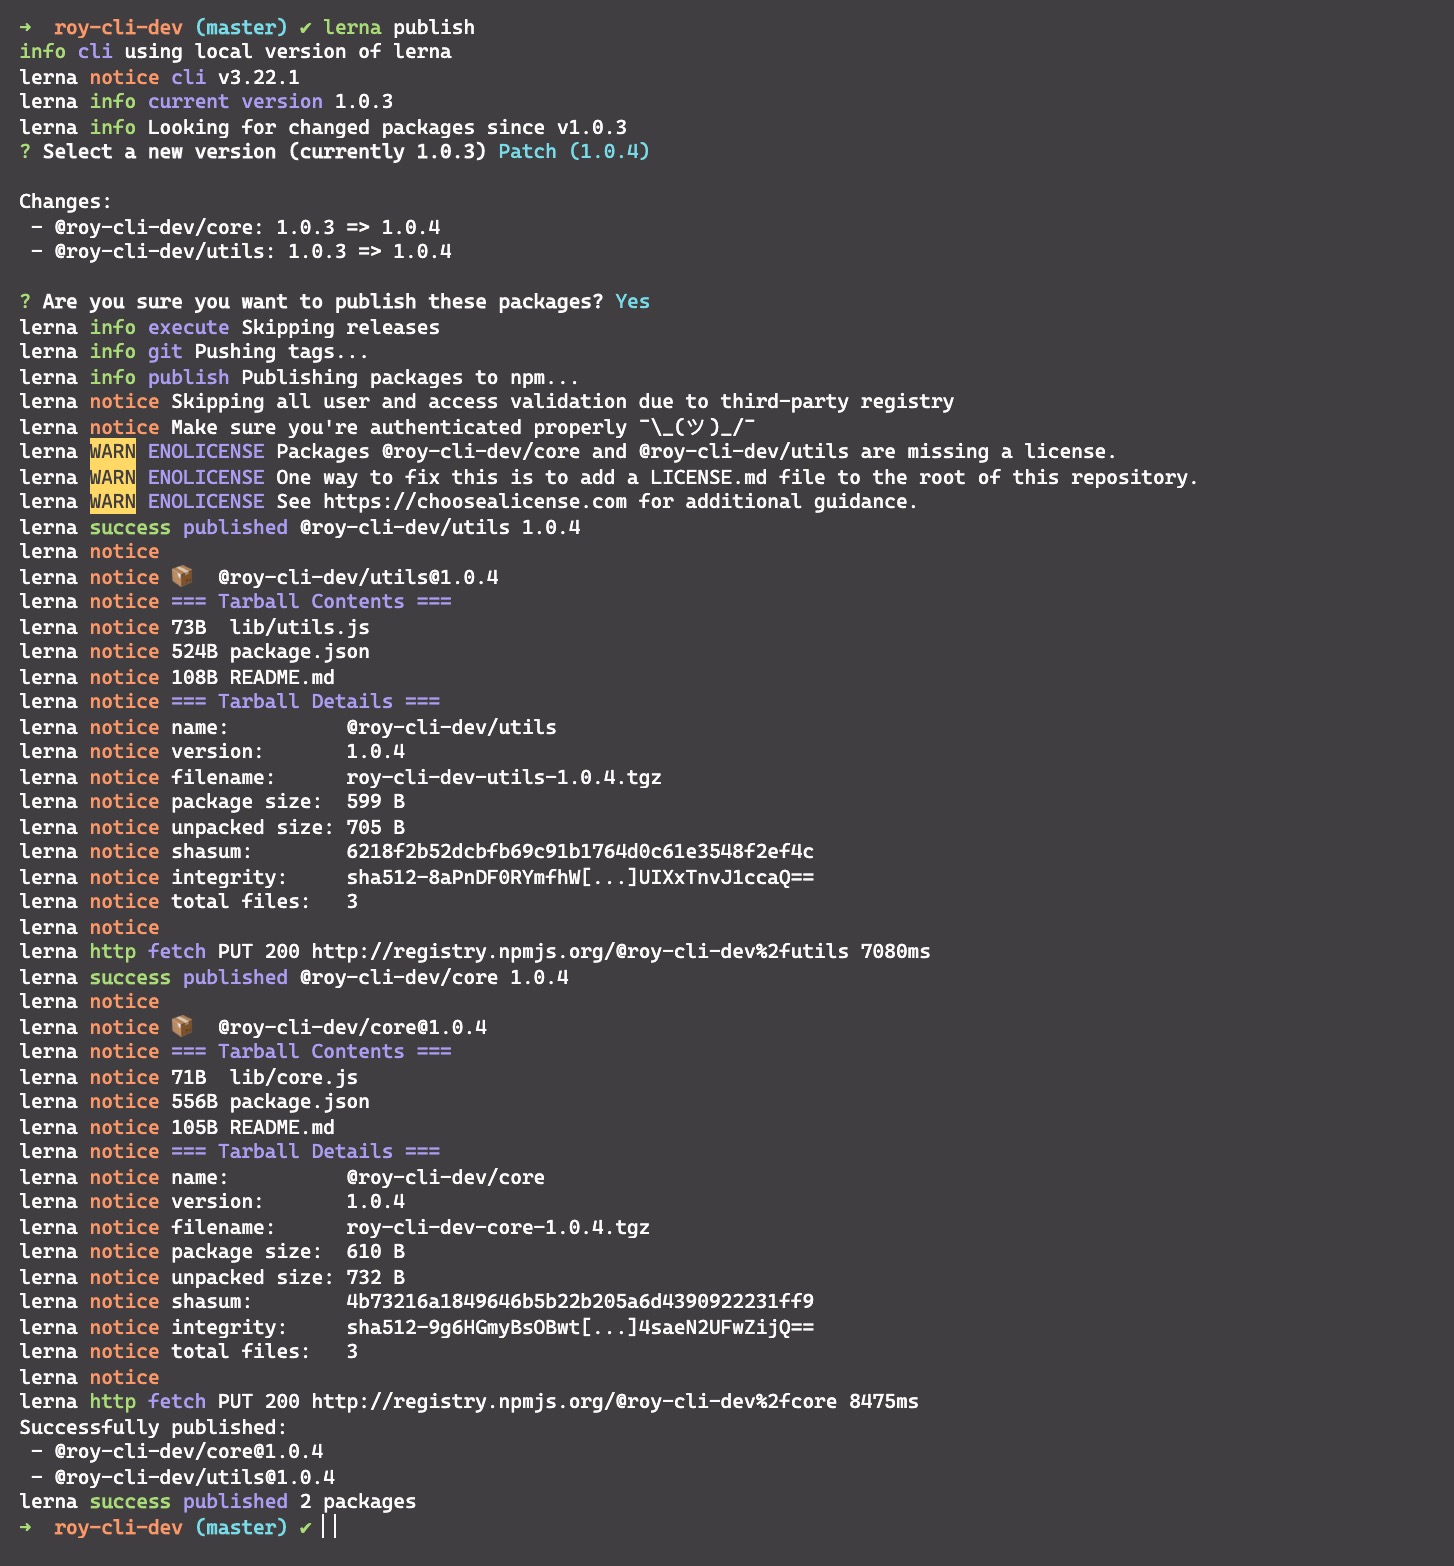 ➜  roy-cli-dev (master) ✔ lerna publish
info cli using local version of lerna
lerna notice cli v3.22.1
lerna info current version 1.0.3
lerna info Looking for changed packages since v1.0.3
? Select a new version (currently 1.0.3) Patch (1.0.4)

Changes:
 - @roy-cli-dev/core: 1.0.3 => 1.0.4
 - @roy-cli-dev/utils: 1.0.3 => 1.0.4

? Are you sure you want to publish these packages? Yes
lerna info execute Skipping releases
lerna info git Pushing tags...
lerna info publish Publishing packages to npm...
lerna notice Skipping all user and access validation due to third-party registry
lerna notice Make sure you're authenticated properly ¯\_(ツ)_/¯
lerna WARN ENOLICENSE Packages @roy-cli-dev/core and @roy-cli-dev/utils are missing a license.
lerna WARN ENOLICENSE One way to fix this is to add a LICENSE.md file to the root of this repository.
lerna WARN ENOLICENSE See https://choosealicense.com for additional guidance.
lerna success published @roy-cli-dev/utils 1.0.4
lerna notice
lerna notice 📦  @roy-cli-dev/utils@1.0.4
lerna notice === Tarball Contents ===
lerna notice 73B  lib/utils.js
lerna notice 524B package.json
lerna notice 108B README.md
lerna notice === Tarball Details ===
lerna notice name:          @roy-cli-dev/utils
lerna notice version:       1.0.4
lerna notice filename:      roy-cli-dev-utils-1.0.4.tgz
lerna notice package size:  599 B
lerna notice unpacked size: 705 B
lerna notice shasum:        6218f2b52dcbfb69c91b1764d0c61e3548f2ef4c
lerna notice integrity:     sha512-8aPnDF0RYmfhW[...]UIXxTnvJ1ccaQ==
lerna notice total files:   3
lerna notice
lerna http fetch PUT 200 http://registry.npmjs.org/@roy-cli-dev%2futils 7080ms
lerna success published @roy-cli-dev/core 1.0.4
lerna notice
lerna notice 📦  @roy-cli-dev/core@1.0.4
lerna notice === Tarball Contents ===
lerna notice 71B  lib/core.js
lerna notice 556B package.json
lerna notice 105B README.md
lerna notice === Tarball Details ===
lerna notice name:          @roy-cli-dev/core
lerna notice version:       1.0.4
lerna notice filename:      roy-cli-dev-core-1.0.4.tgz
lerna notice package size:  610 B
lerna notice unpacked size: 732 B
lerna notice shasum:        4b73216a1849646b5b22b205a6d4390922231ff9
lerna notice integrity:     sha512-9g6HGmyBsOBwt[...]4saeN2UFwZijQ==
lerna notice total files:   3
lerna notice
lerna http fetch PUT 200 http://registry.npmjs.org/@roy-cli-dev%2fcore 8475ms
Successfully published:
 - @roy-cli-dev/core@1.0.4
 - @roy-cli-dev/utils@1.0.4
lerna success published 2 packages
➜  roy-cli-dev (master) ✔